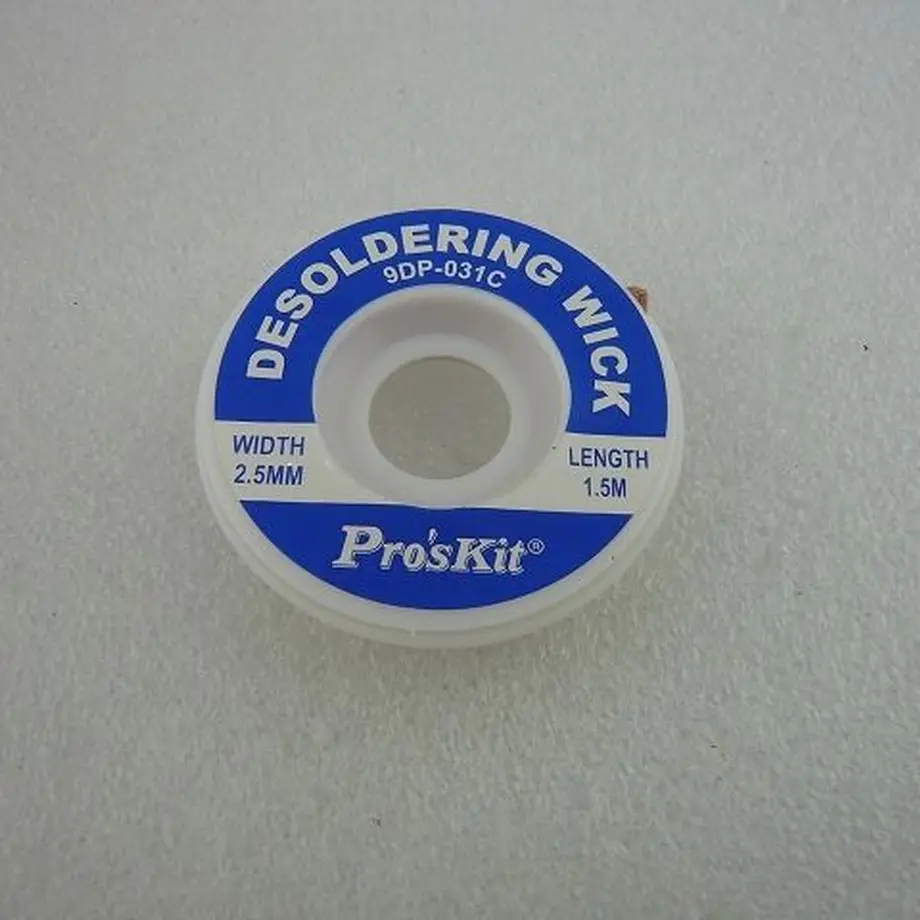 DESOLDERING WICK
9DP-031C
WIDTH
2.5MM
LENGTH
1.5M
Pro'sKit®